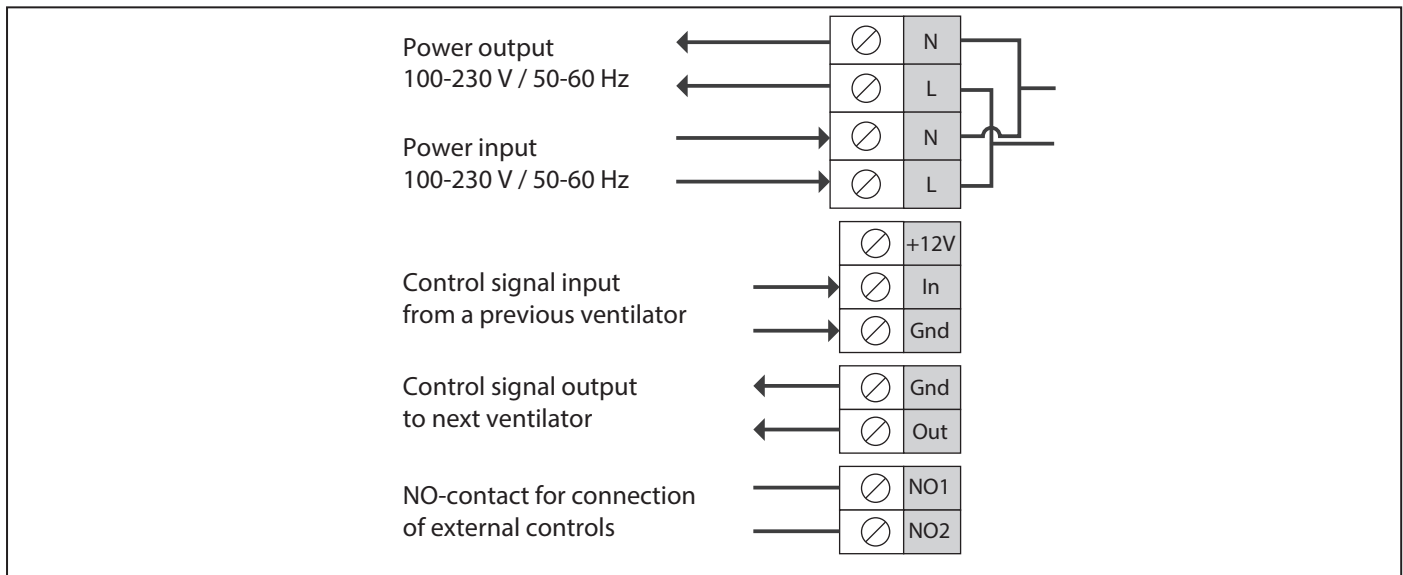 Power output
100-230 V / 50-60 Hz
N
L
Power input
100-230 V / 50-60 Hz
N
L
+12V
Control signal input
from a previous ventilator
In
Gnd
Control signal output
to next ventilator
Gnd
Out
NO-contact for connection
of external controls
NO1
NO2